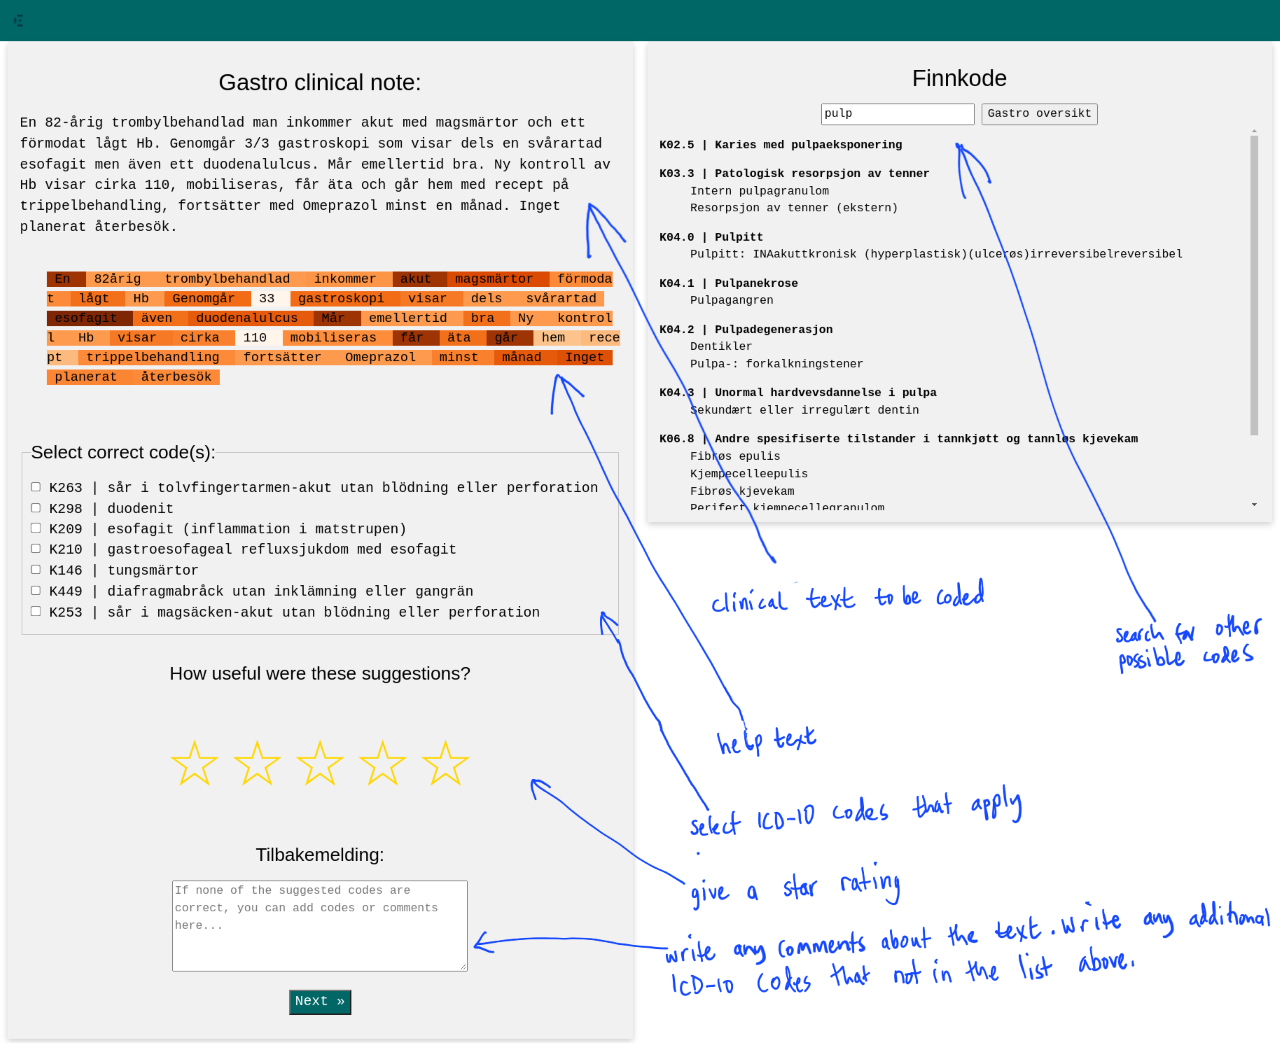 Gastro clinical note:
En 82-årig trombylbehandlad man inkommer akut med magsmärtor och ett
förmodat lågt Hb. Genomgår 3/3 gastroskopi som visar dels en svårartad
esofagit men även ett duodenalulcus. Mår emellertid bra. Ny kontroll av
Hb visar cirka 110, mobiliseras, får äta och går hem med recept på
trippelbehandling, fortsätter med Omeprazol minst en månad. Inget
planerat återbesök.
En 82årig trombylbehandlad inkommer akut magsmärtor förmoda
t lågt Hb Genomgår 33 gastroskopi visar dels svårartad
esofagit även duodenalulcus Mår emellertid bra Ny kontrol
l Hb visar cirka 110 mobiliseras får äta går hem rece
pt trippelbehandling fortsätter Omeprazol minst månad Inget
planerat återbesök
Select correct code(s):
K263 | sår i tolvfingertarmen-akut utan blödning eller perforation
K298 | duodenit
K209 | esofagit (inflammation i matstrupen)
K210 | gastroesofageal refluxsjukdom med esofagit
K146 | tungsmärtor
K449 | diafragmabråck utan inklämning eller gangrän
K253 | sår i magsäcken-akut utan blödning eller perforation
How useful were these suggestions?
Tilbakemelding:
If none of the suggested codes are
correct, you can add codes or comments
here...
Next »
Finnkode
pulp
Gastro oversikt
K02.5 | Karies med pulpaeksponering
K03.3 | Patologisk resorpsjon av tenner
Intern pulpagranulom
Resorpsjon av tenner (ekstern)
K04.0 | Pulpitt
Pulpitt: INAakuttkronisk (hyperplastisk)(ulcerøs)irreversibelreversibel
K04.1 | Pulpanekrose
Pulpagangren
K04.2 | Pulpadegenerasjon
Dentikler
Pulpa-: forkalkningstener
K04.3 | Unormal hardvevsdannelse i pulpa
Sekundært eller irregulært dentin
K06.8 | Andre spesifiserte tilstander i tannkjøtt og tannløs kjevekam
Fibrøs epulis
Kjempecelleepulis
Fibrøs kjevekam
Perifert kjempecellegranulom
clinical text to be coded
search for other
possible codes
help text
select ICD-10 codes that apply
give a star rating
write any comments about the text. Write any additional
ICD-10 codes that not in the list above.